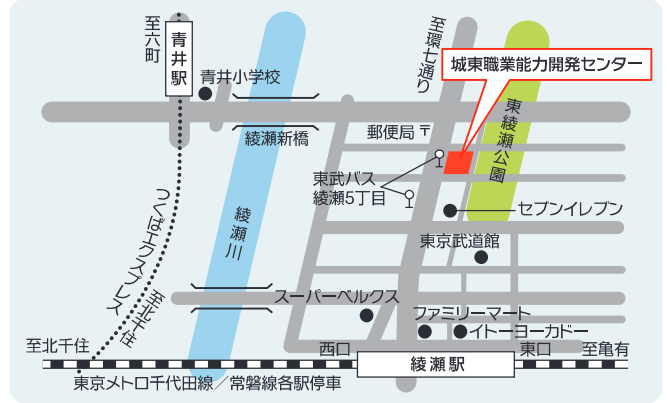 至六町
青井駅
青井小学校
綾瀬新橋
至環七通り
城東職業能力開発センター
郵便局〒
東綾瀬公園
東武バス
綾瀬5丁目
セブンイレブン
東京武道館
つくばエクスプレス
至北千住
綾瀬川
スーパーベルクス
ファミリーマート
イトーヨーカドー
至北千住
西口
綾瀬駅
東口
至亀有
東京メトロ千代田線／常磐線各駅停車